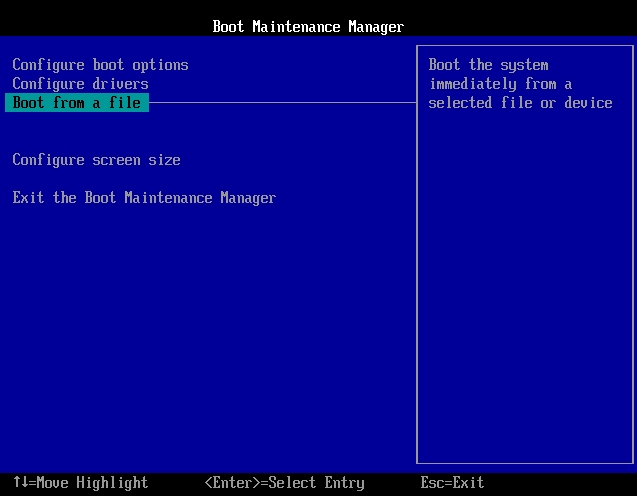 Boot Maintenance Manager
Configure boot options
Configure drivers
Boot from a file
Configure screen size
Exit the Boot Maintenance Manager
Boot the system
immediately from a
selected file or device
↑↓=Move Highlight <Enter>=Select Entry Esc=Exit